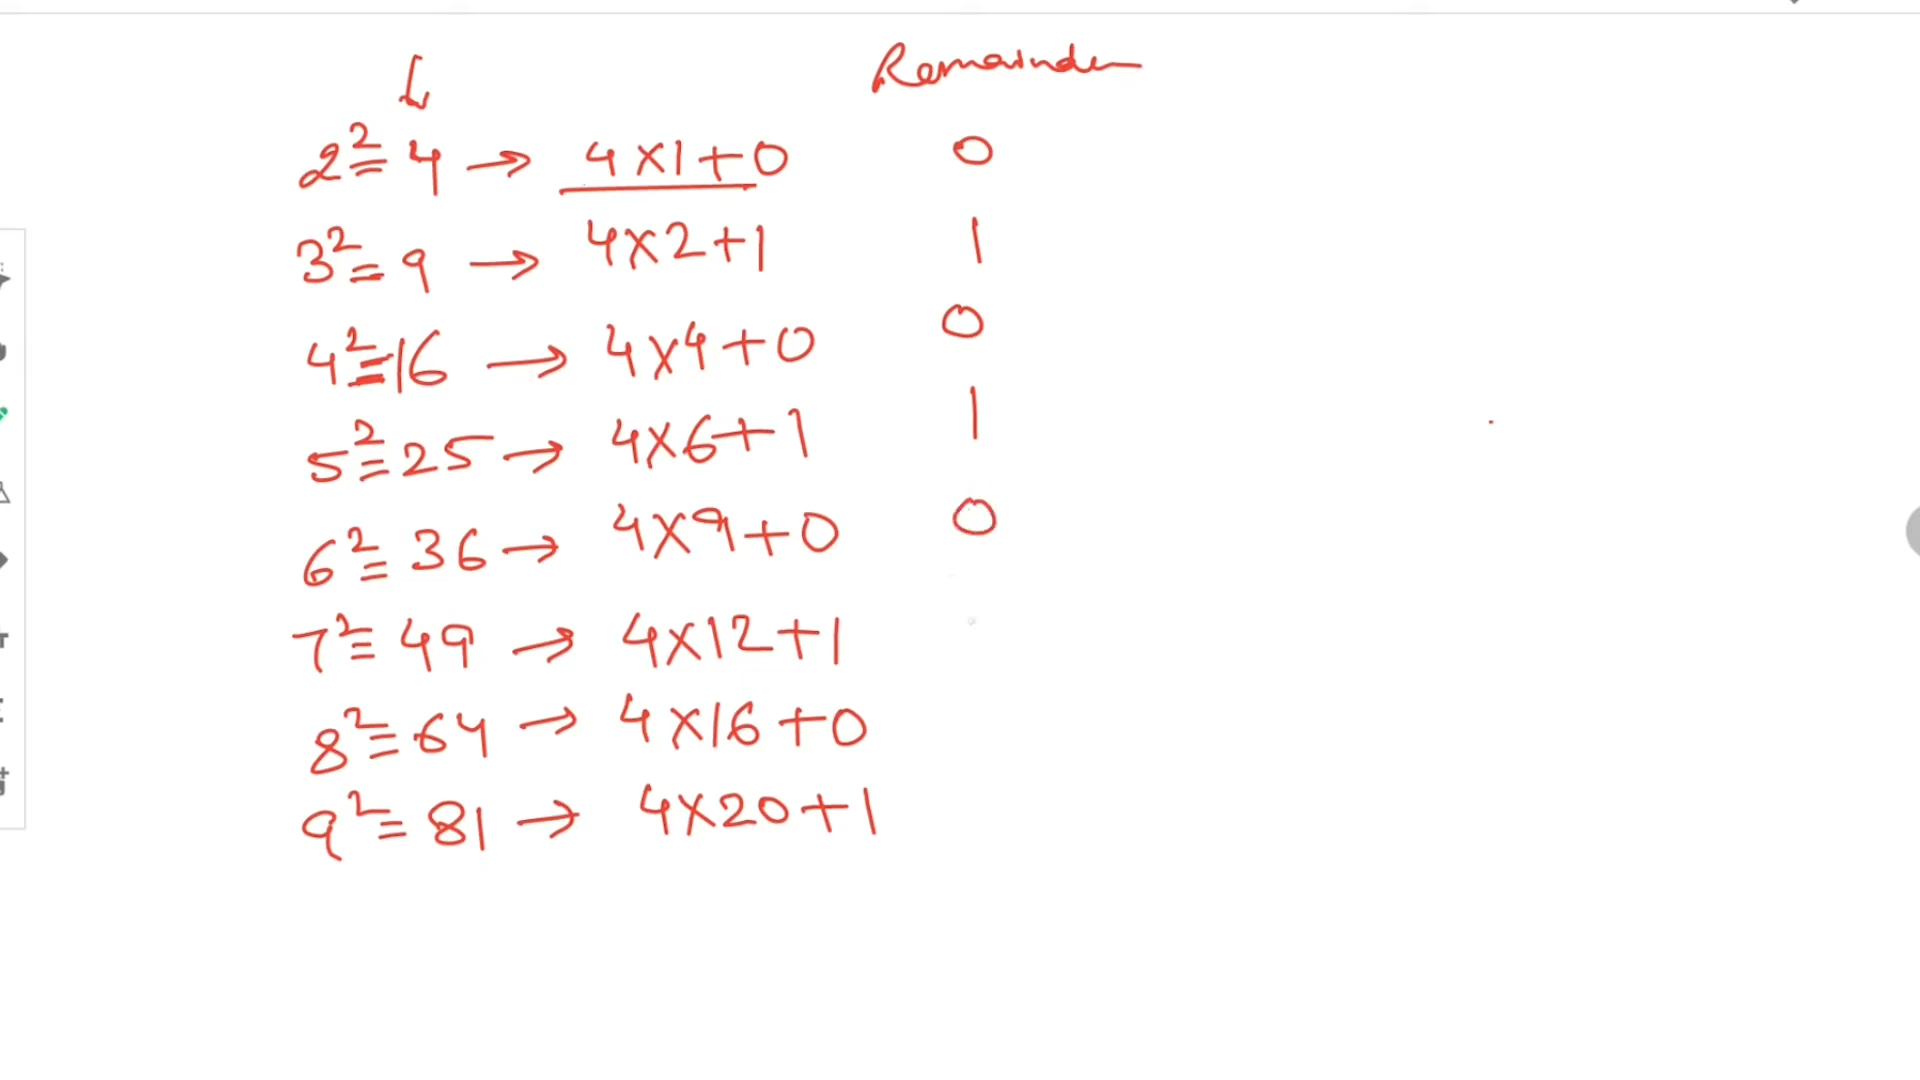 Remainder
2² = 4 → 4×1+0 0
3² = 9 → 4×2+1 1
4² = 16 → 4×4+0 0
5² = 25 → 4×6+1 1
6² = 36 → 4×9+0 0
7² = 49 → 4×12+1
8² = 64 → 4×16+0
9² = 81 → 4×20+1